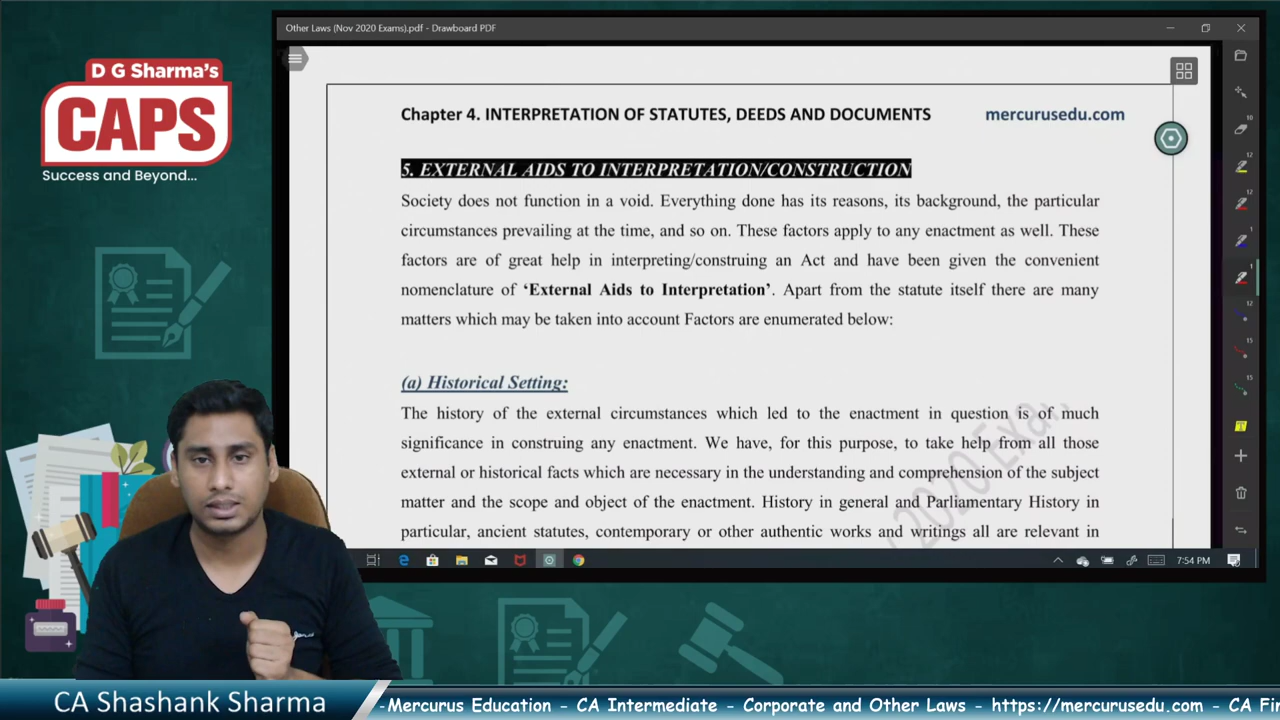 D G Sharma's
CAPS
Success and Beyond...
Other Laws (Nov 2020 Exams).pdf - Drawboard PDF
Chapter 4. INTERPRETATION OF STATUTES, DEEDS AND DOCUMENTS mercurusedu.com
5. EXTERNAL AIDS TO INTERPRETATION/CONSTRUCTION
Society does not function in a void. Everything done has its reasons, its background, the particular
circumstances prevailing at the time, and so on. These factors apply to any enactment as well. These
factors are of great help in interpreting/construing an Act and have been given the convenient
nomenclature of ‘External Aids to Interpretation’. Apart from the statute itself there are many
matters which may be taken into account Factors are enumerated below:
(a) Historical Setting:
The history of the external circumstances which led to the enactment in question is of much
significance in construing any enactment. We have, for this purpose, to take help from all those
external or historical facts which are necessary in the understanding and comprehension of the subject
matter and the scope and object of the enactment. History in general and Parliamentary History in
particular, ancient statutes, contemporary or other authentic works and writings all are relevant in
7:54 PM
CA Shashank Sharma
-Mercurus Education - CA Intermediate - Corporate and Other Laws - https://mercurusedu.com - CA Fi